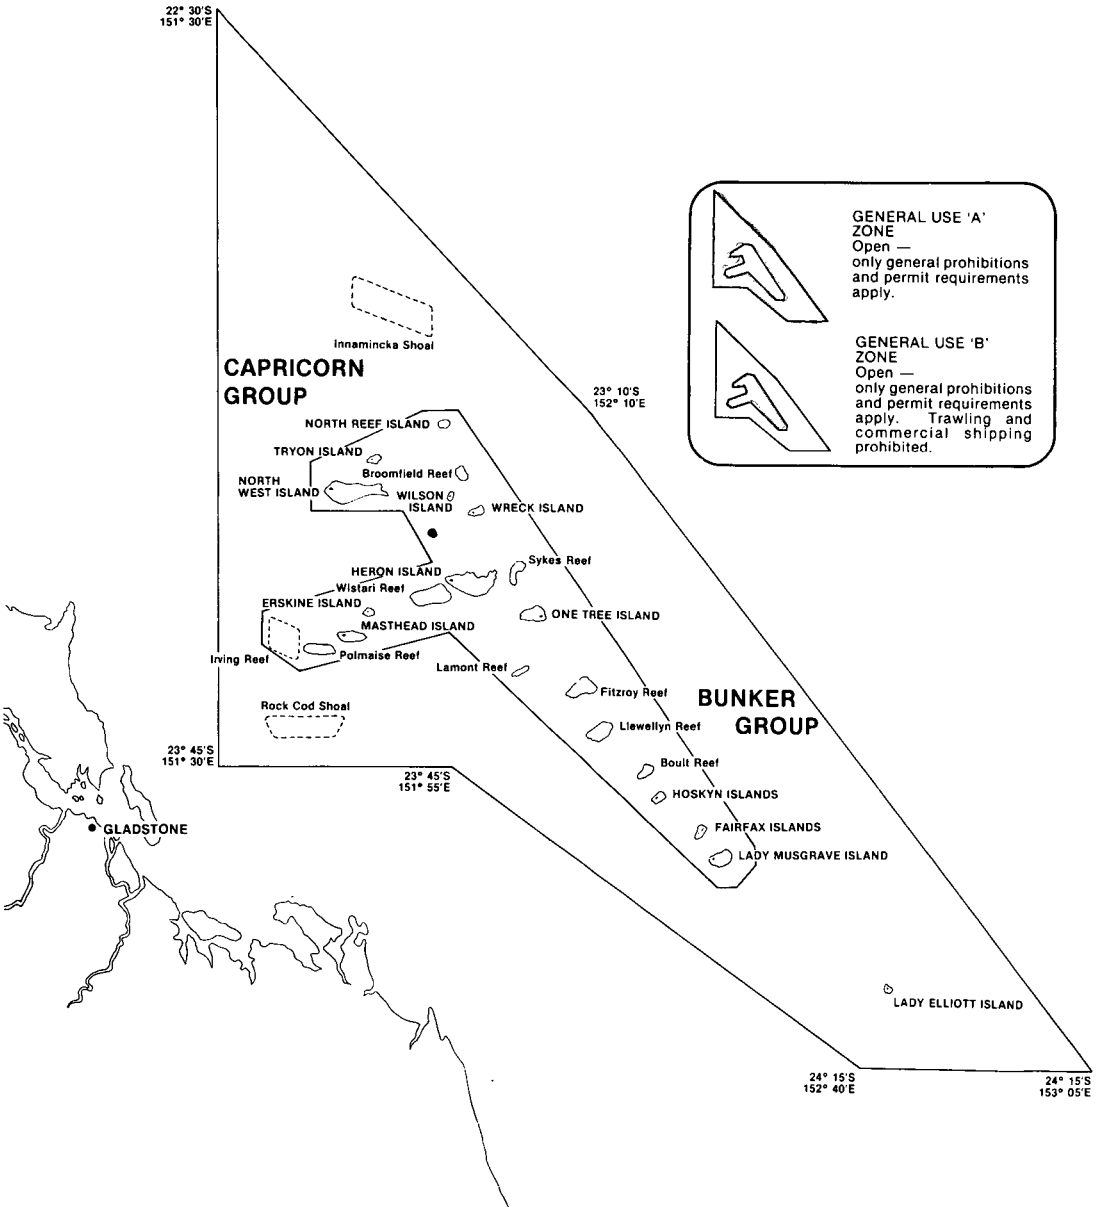 22° 30'S
151° 30'E
GENERAL USE 'A'
ZONE
Open —
only general prohibitions
and permit requirements
apply.
GENERAL USE 'B'
ZONE
Open —
only general prohibitions
and permit requirements
apply. Trawling and
commercial shipping
prohibited.
Innamincka Shoal
CAPRICORN
GROUP
23° 10'S
152° 10'E
NORTH REEF ISLAND
TRYON ISLAND
Broomfield Reef
NORTH
WEST ISLAND
WILSON
ISLAND
WRECK ISLAND
Sykes Reef
HERON ISLAND
Wistari Reef
ERSKINE ISLAND
ONE TREE ISLAND
MASTHEAD ISLAND
Irving Reef
Polmaise Reef
Lamont Reef
Fitzroy Reef
BUNKER
GROUP
Rock Cod Shoal
Llewellyn Reef
23° 45'S
151° 30'E
Boult Reef
23° 45'S
151° 55'E
HOSKYN ISLANDS
GLADSTONE
FAIRFAX ISLANDS
LADY MUSGRAVE ISLAND
LADY ELLIOTT ISLAND
24° 15'S
152° 40'E
24° 15'S
153° 05'E